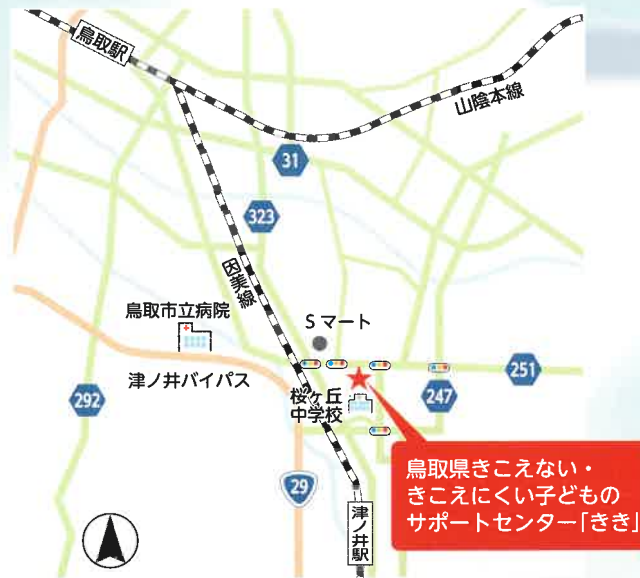 鳥取駅
山陰本線
31
323
因美線
鳥取市立病院
Sマート
津ノ井バイパス
251
292
桜ヶ丘
中学校
247
29
津ノ井駅
鳥取県きこえない・
きこえにくい子どもの
サポートセンター「きき」